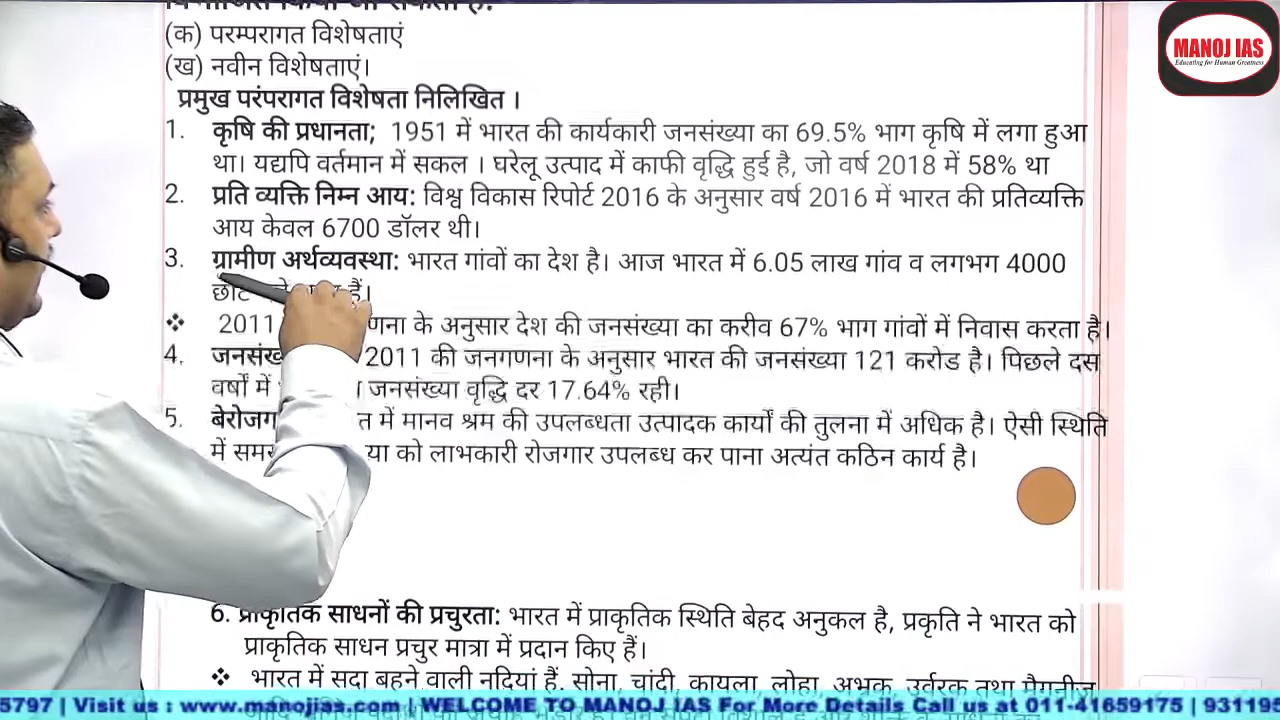 (क) परम्परागत विशेषताएं
(ख) नवीन विशेषताएं।
प्रमुख परंपरागत विशेषता निलिखित ।
1. कृषि की प्रधानता; 1951 में भारत की कार्यकारी जनसंख्या का 69.5% भाग कृषि में लगा हुआ
था। यद्यपि वर्तमान में सकल । घरेलू उत्पाद में काफी वृद्धि हुई है, जो वर्ष 2018 में 58% था
2. प्रति व्यक्ति निम्न आय: विश्व विकास रिपोर्ट 2016 के अनुसार वर्ष 2016 में भारत की प्रतिव्यक्ति
आय केवल 6700 डॉलर थी।
3. ग्रामीण अर्थव्यवस्था: भारत गांवों का देश है। आज भारत में 6.05 लाख गांव व लगभग 4000
हैं।
❖ 2011 के अनुसार देश की जनसंख्या का करीव 67% भाग गांवों में निवास करता है।
4. 2011 की जनगणना के अनुसार भारत की जनसंख्या 121 करोड है। पिछले दस
वर्षों में जनसंख्या वृद्धि दर 17.64% रही।
5. में मानव श्रम की उपलब्धता उत्पादक कार्यों की तुलना में अधिक है। ऐसी स्थिति
में को लाभकारी रोजगार उपलब्ध कर पाना अत्यंत कठिन कार्य है।
6. प्राकृतिक साधनों की प्रचुरता: भारत में प्राकृतिक स्थिति बेहद अनुकल है, प्रकृति ने भारत को
प्राकृतिक साधन प्रचुर मात्रा में प्रदान किए हैं।
❖ भारत में सदा बहने वाली नदियां हैं, सोना, चांदी, कायला, लोहा, अभ्रक, उर्वरक तथा मैगनीज
MANOJ IAS
Educating for Human Greatness
5797 | Visit us : www.manojias.com | WELCOME TO MANOJ IAS For More Details Call us at 011-41659175 | 931195